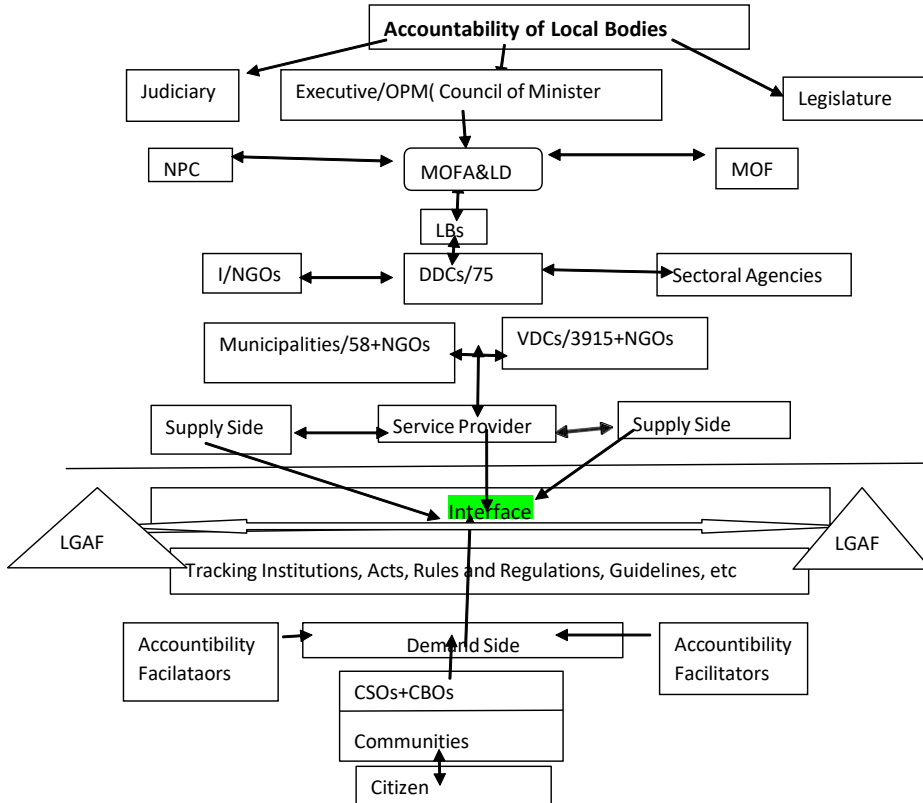 Accountability of Local Bodies
Judiciary
Executive/OPM( Council of Minister
Legislature
NPC
MOFA&LD
MOF
LBs
I/NGOs
DDCs/75
Sectoral Agencies
Municipalities/58+NGOs
VDCs/3915+NGOs
Supply Side
Service Provider
Supply Side
Interface
LGAF
LGAF
Tracking Institutions, Acts, Rules and Regulations, Guidelines, etc
Accountibility
Facilataors
Demand Side
Accountibility
Facilitators
CSOs+CBOs
Communities
Citizen